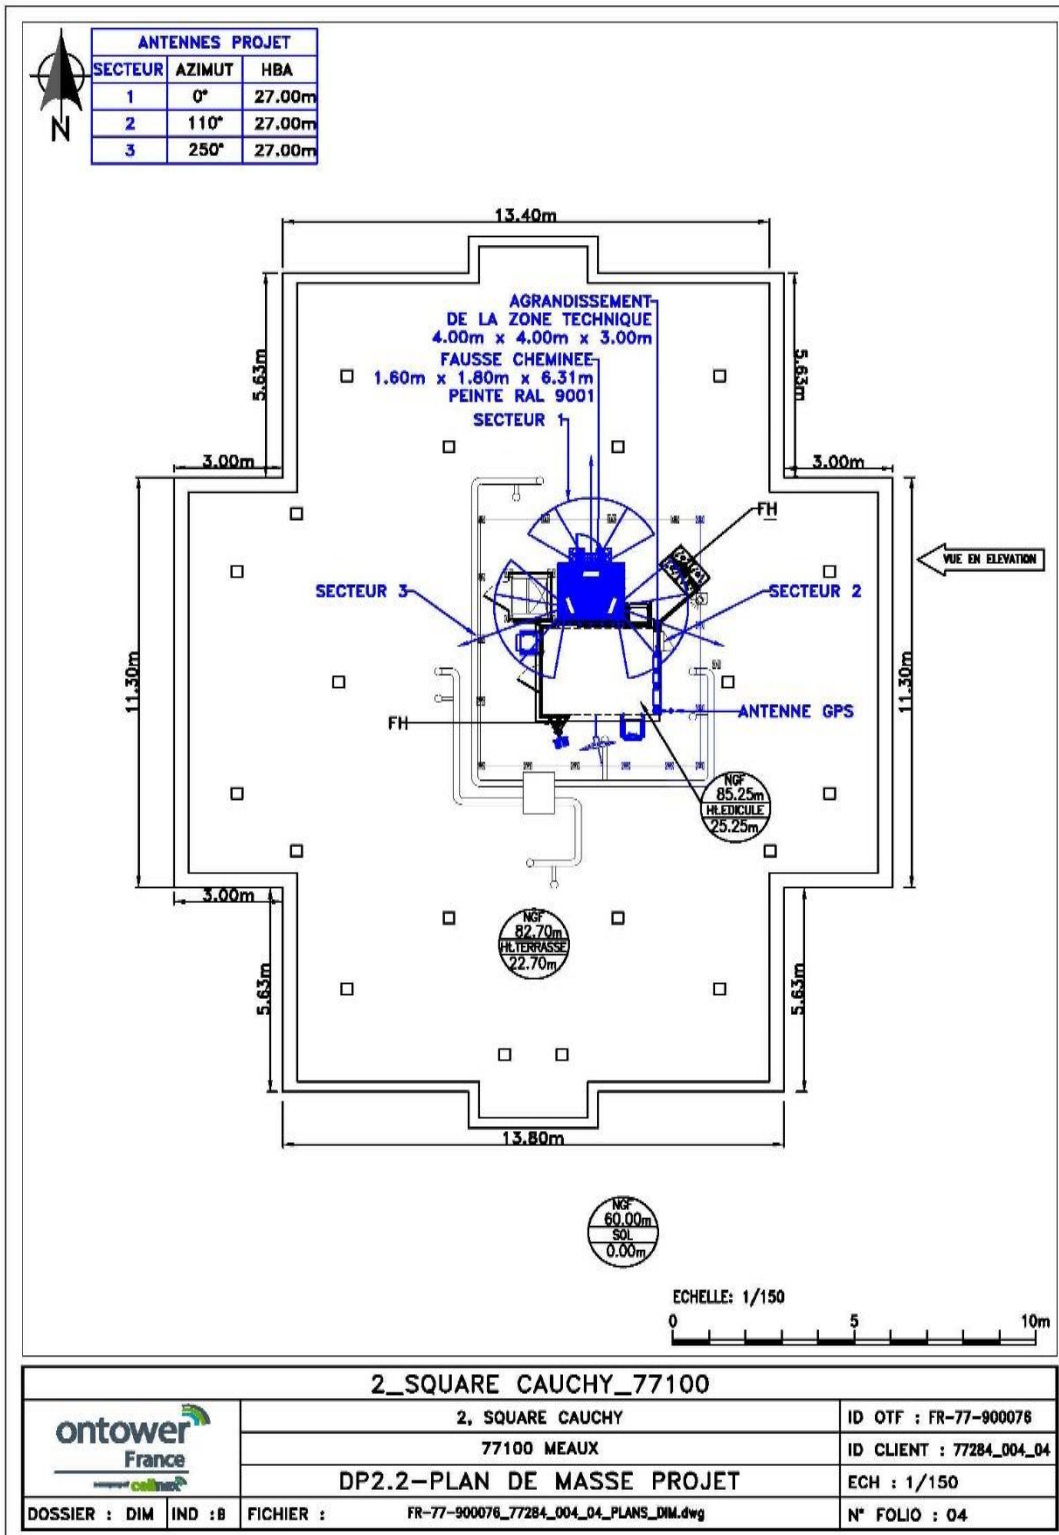 ANTENNES PROJET
SECTEUR AZIMUT HBA
1 0° 27.00m
2 110° 27.00m
3 250° 27.00m
N
13.40m
AGRANDISSEMENT
DE LA ZONE TECHNIQUE
4.00m x 4.00m x 3.00m
FAUSSE CHEMINEE
1.60m x 1.80m x 6.31m
PEINTE RAL 9001
SECTEUR 1
5.63m
5.63m
3.00m
3.00m
FH
VUE EN ELEVATION
SECTEUR 3
SECTEUR 2
11.30m
11.30m
ANTENNE GPS
FH
NGF
85.25m
Ht.EDICULE
25.25m
3.00m
NGF
82.70m
Ht.TERRASSE
22.70m
5.63m
5.63m
13.80m
NGF
60.00m
SOL
0.00m
ECHELLE: 1/150
0 5 10m
2_SQUARE CAUCHY_77100
ontower
France
cellnex
2, SQUARE CAUCHY
ID OTF : FR-77-900076
77100 MEAUX
ID CLIENT : 77284_004_04
DP2.2-PLAN DE MASSE PROJET
ECH : 1/150
DOSSIER : DIM IND :B FICHIER : FR-77-900076_77284_004_04_PLANS_DIM.dwg N° FOLIO : 04